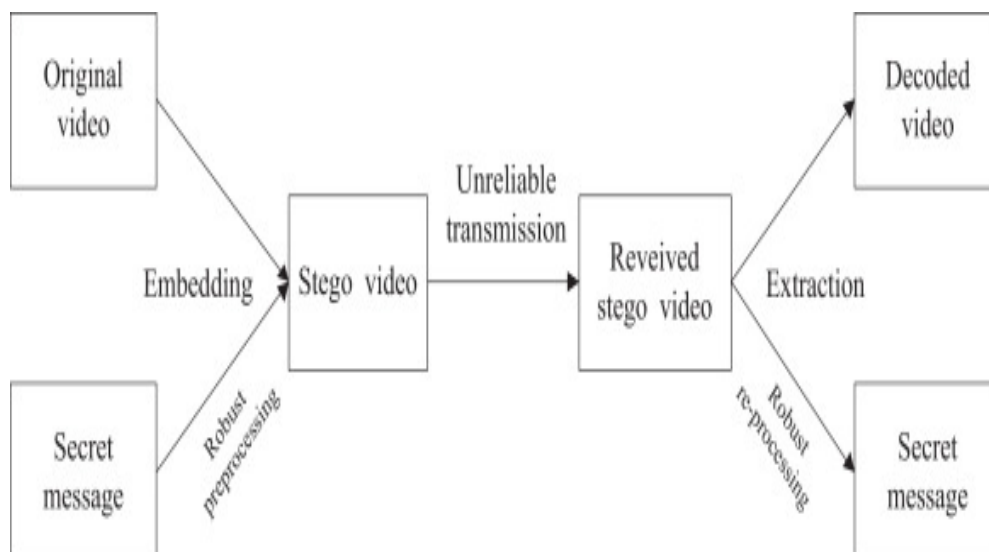 Original
video
Decoded
video
Unreliable
transmission
Embedding
Stego video
Reveived
stego video
Extraction
Robust
preprocessing
Robust
re-processing
Secret
message
Secret
message